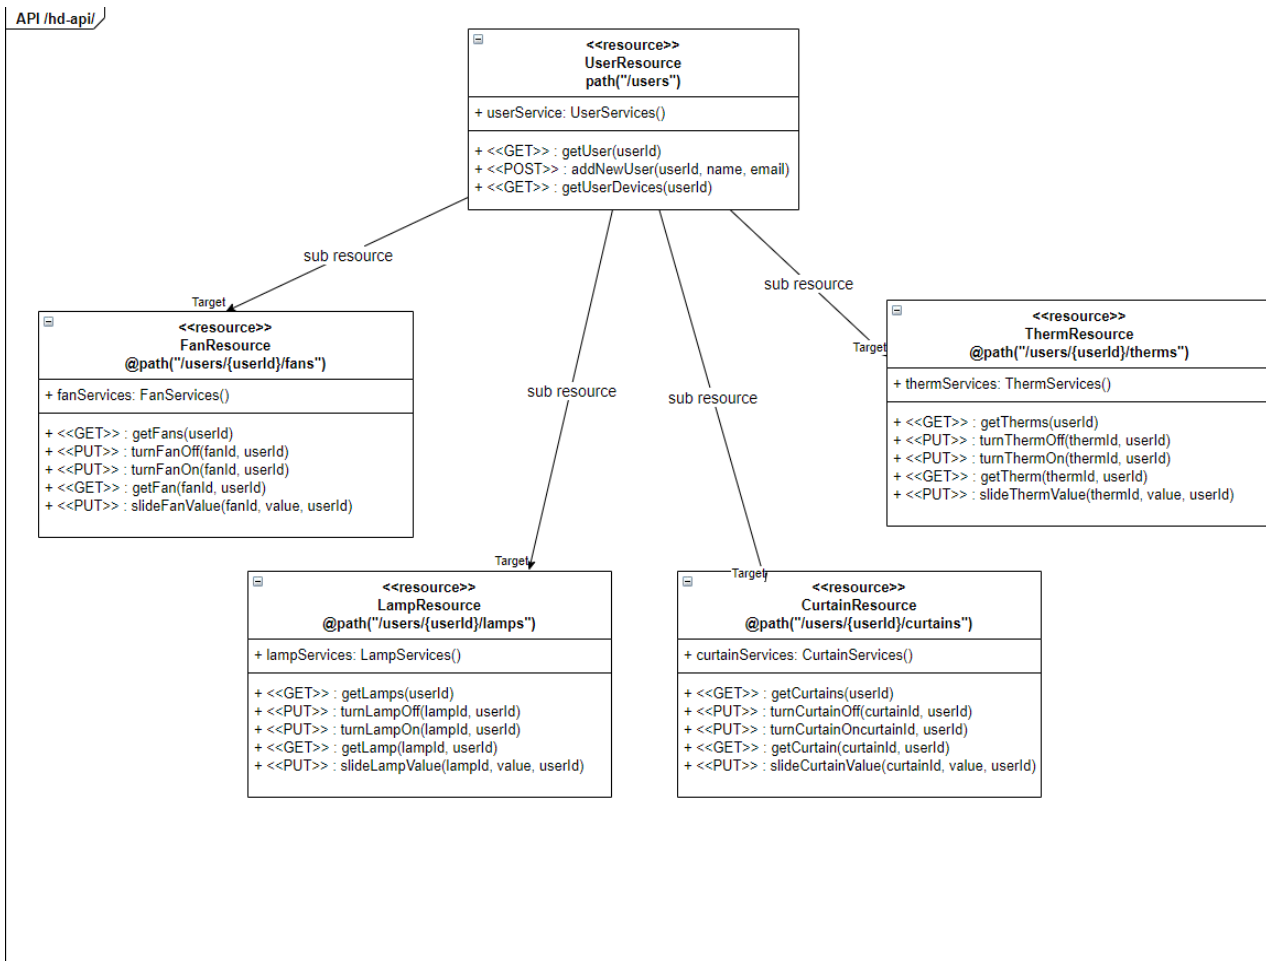 API /hd-api/
<<resource>>
UserResource
path("/users")
+ userService: UserServices()
+ <<GET>> : getUser(userId)
+ <<POST>> : addNewUser(userId, name, email)
+ <<GET>> : getUserDevices(userId)
sub resource
sub resource
sub resource
sub resource
Target
<<resource>>
FanResource
@path("/users/{userId}/fans")
+ fanServices: FanServices()
+ <<GET>> : getFans(userId)
+ <<PUT>> : turnFanOff(fanId, userId)
+ <<PUT>> : turnFanOn(fanId, userId)
+ <<GET>> : getFan(fanId, userId)
+ <<PUT>> : slideFanValue(fanId, value, userId)
Target
<<resource>>
ThermResource
@path("/users/{userId}/therms")
+ thermServices: ThermServices()
+ <<GET>> : getTherms(userId)
+ <<PUT>> : turnThermOff(thermId, userId)
+ <<PUT>> : turnThermOn(thermId, userId)
+ <<GET>> : getTherm(thermId, userId)
+ <<PUT>> : slideThermValue(thermId, value, userId)
Target
<<resource>>
LampResource
@path("/users/{userId}/lamps")
+ lampServices: LampServices()
+ <<GET>> : getLamps(userId)
+ <<PUT>> : turnLampOff(lampId, userId)
+ <<PUT>> : turnLampOn(lampId, userId)
+ <<GET>> : getLamp(lampId, userId)
+ <<PUT>> : slideLampValue(lampId, value, userId)
Target
<<resource>>
CurtainResource
@path("/users/{userId}/curtains")
+ curtainServices: CurtainServices()
+ <<GET>> : getCurtains(userId)
+ <<PUT>> : turnCurtainOff(curtainId, userId)
+ <<PUT>> : turnCurtainOncurtainId, userId)
+ <<GET>> : getCurtain(curtainId, userId)
+ <<PUT>> : slideCurtainValue(curtainId, value, userId)